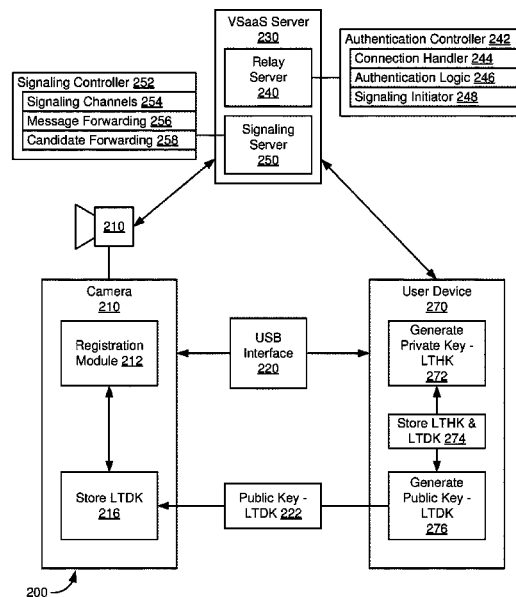 VSaaS Server
230
Relay
Server
240
Signaling
Server
250
Authentication Controller 242
Connection Handler 244
Authentication Logic 246
Signaling Initiator 248
Signaling Controller 252
Signaling Channels 254
Message Forwarding 256
Candidate Forwarding 258
210
Camera
210
Registration
Module 212
Store LTDK
216
USB
Interface
220
Public Key -
LTDK 222
User Device
270
Generate
Private Key -
LTHK
272
Store LTHK &
LTDK 274
Generate
Public Key -
LTDK
276
200